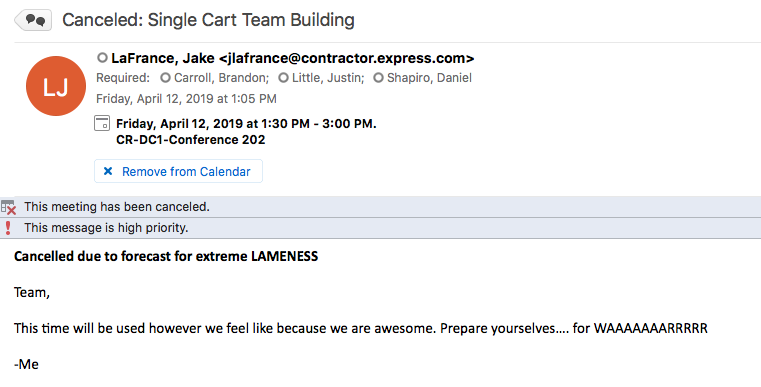 Canceled: Single Cart Team Building
LJ
LaFrance, Jake <jlafrance@contractor.express.com>
Required: Carroll, Brandon; Little, Justin; Shapiro, Daniel
Friday, April 12, 2019 at 1:05 PM
Friday, April 12, 2019 at 1:30 PM - 3:00 PM.
CR-DC1-Conference 202
Remove from Calendar
This meeting has been canceled.
This message is high priority.
Cancelled due to forecast for extreme LAMENESS
Team,
This time will be used however we feel like because we are awesome. Prepare yourselves.... for WAAAAAAARRRRR
-Me